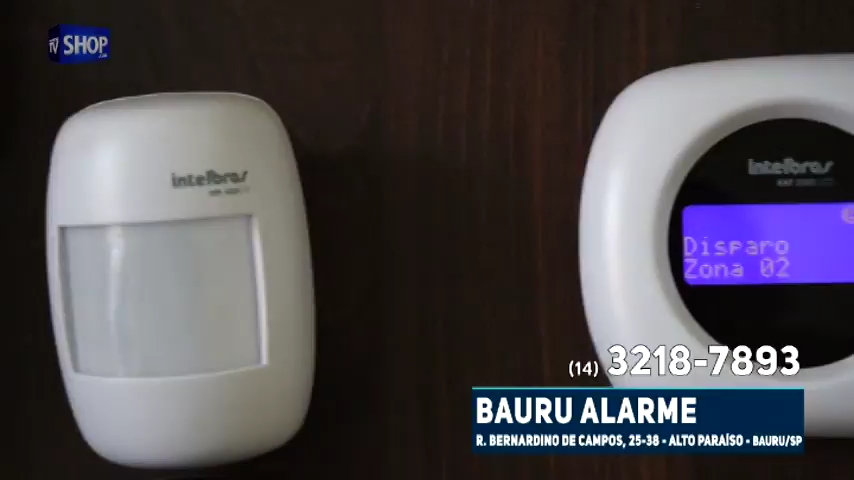 TV SHOP
intelbras
intelbras
Disparo
Zona 02
(14) 3218-7893
BAURU ALARME
R. BERNARDINO DE CAMPOS, 25-38 - ALTO PARAÍSO - BAURU/SP